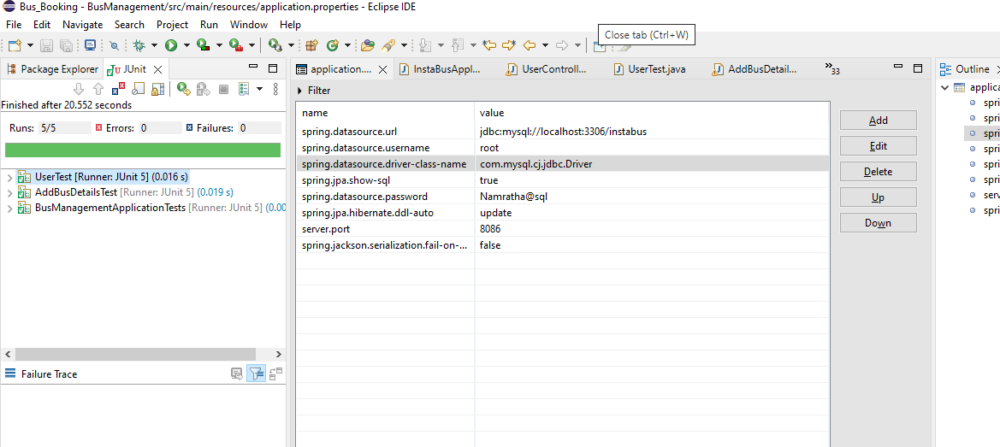 Bus_Booking - BusManagement/src/main/resources/application.properties - Eclipse IDE
File Edit Navigate Search Project Run Window Help
Close tab (Ctrl+W)
Package Explorer
JUnit
Finished after 20.552 seconds
Runs: 5/5 Errors: 0 Failures: 0
UserTest [Runner: JUnit 5] (0.016 s)
AddBusDetailsTest [Runner: JUnit 5] (0.019 s)
BusManagementApplicationTests [Runner: JUnit 5] (0.00
Failure Trace
application....
InstaBusAppl...
UserControll...
UserTest.java
AddBusDetail...
»33
Filter
name value
spring.datasource.url jdbc:mysql://localhost:3306/instabus
spring.datasource.username root
spring.datasource.driver-class-name com.mysql.cj.jdbc.Driver
spring.jpa.show-sql true
spring.datasource.password Namratha@sql
spring.jpa.hibernate.ddl-auto update
server.port 8086
spring.jackson.serialization.fail-on-... false
Add
Edit
Delete
Up
Down
Outline
applica
spri
spri
spri
spri
spri
spri
serv
spri